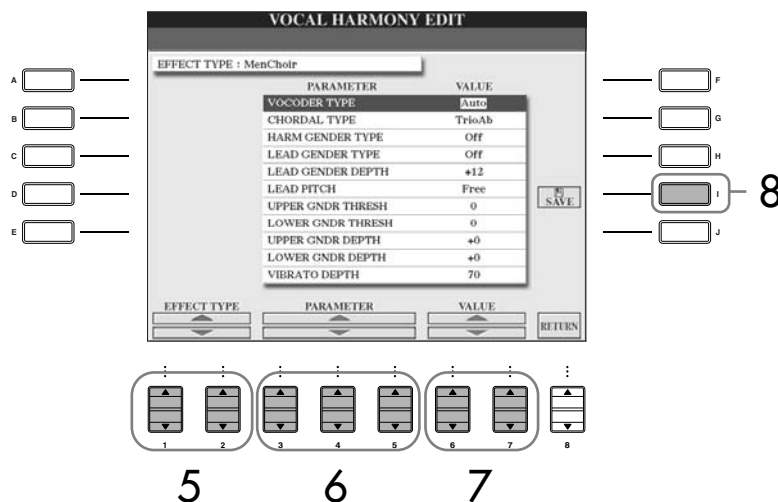 VOCAL HARMONY EDIT
EFFECT TYPE : MenChoir
PARAMETER VALUE
VOCODER TYPE Auto
CHORDAL TYPE TrioAb
HARM GENDER TYPE Off
LEAD GENDER TYPE Off
LEAD GENDER DEPTH +12
LEAD PITCH Free
UPPER GNDR THRESH 0
LOWER GNDR THRESH 0
UPPER GNDR DEPTH +0
LOWER GNDR DEPTH +0
VIBRATO DEPTH 70
A
B
C
D
E
F
G
H
I
J
8
SAVE
EFFECT TYPE PARAMETER VALUE
RETURN
1 2 3 4 5 6 7 8
5 6 7